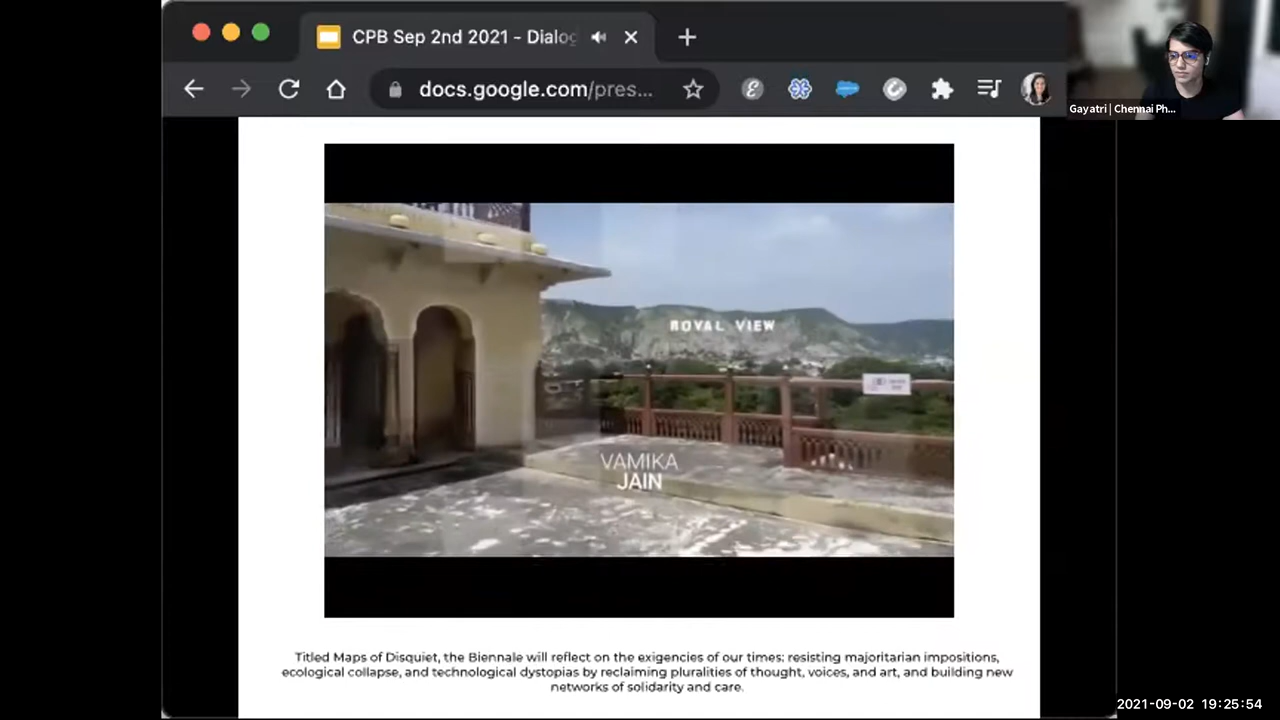 CPB Sep 2nd 2021 - Dialog
docs.google.com/pres...
Gayatri | Chennai Ph...
ROYAL VIEW
VAMIKA
JAIN
Titled Maps of Disquiet, the Biennale will reflect on the exigencies of our times: resisting majoritarian impositions,
ecological collapse, and technological dystopias by reclaiming pluralities of thought, voices, and art, and building new
networks of solidarity and care.
2021-09-02 19:25:54